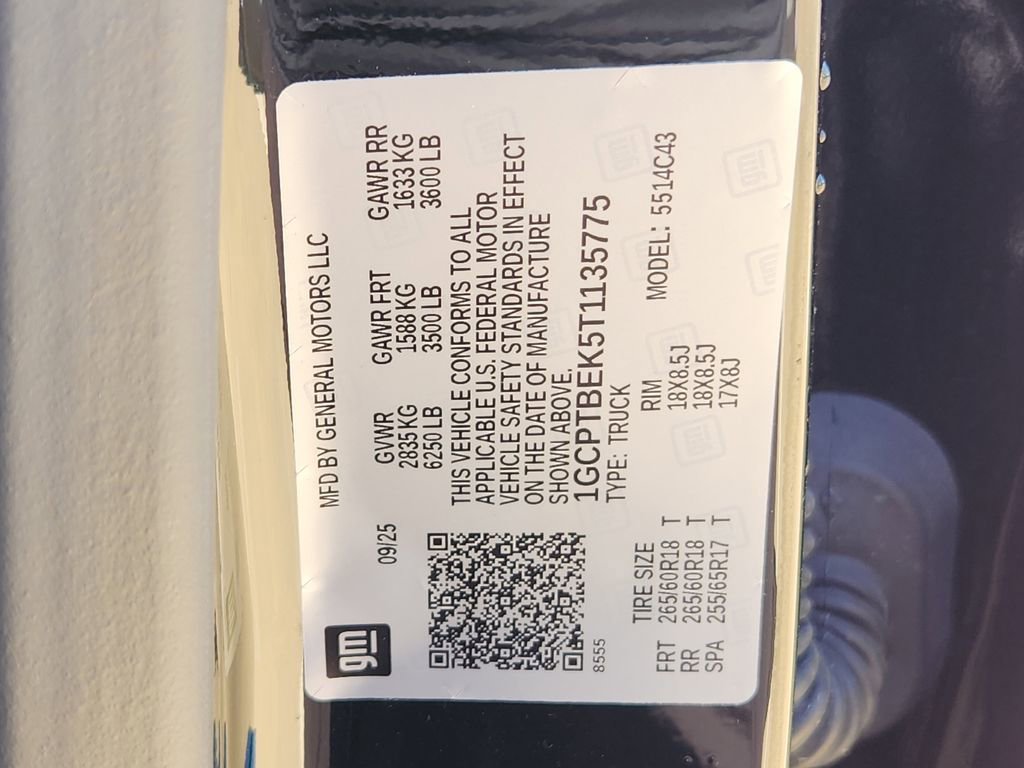 gm
MFD BY GENERAL MOTORS LLC
09/25
GVWR GAWR FRT GAWR RR
2835 KG 1588 KG 1633 KG
6250 LB 3500 LB 3600 LB
THIS VEHICLE CONFORMS TO ALL
APPLICABLE U.S. FEDERAL MOTOR
VEHICLE SAFETY STANDARDS IN EFFECT
ON THE DATE OF MANUFACTURE
SHOWN ABOVE.
1GCPTBEK5T1135775
TYPE: TRUCK
8555
TIRE SIZE RIM MODEL: 5514C43
FRT 265/60R18 T 18X8.5J
RR 265/60R18 T 18X8.5J
SPA 255/65R17 T 17X8J